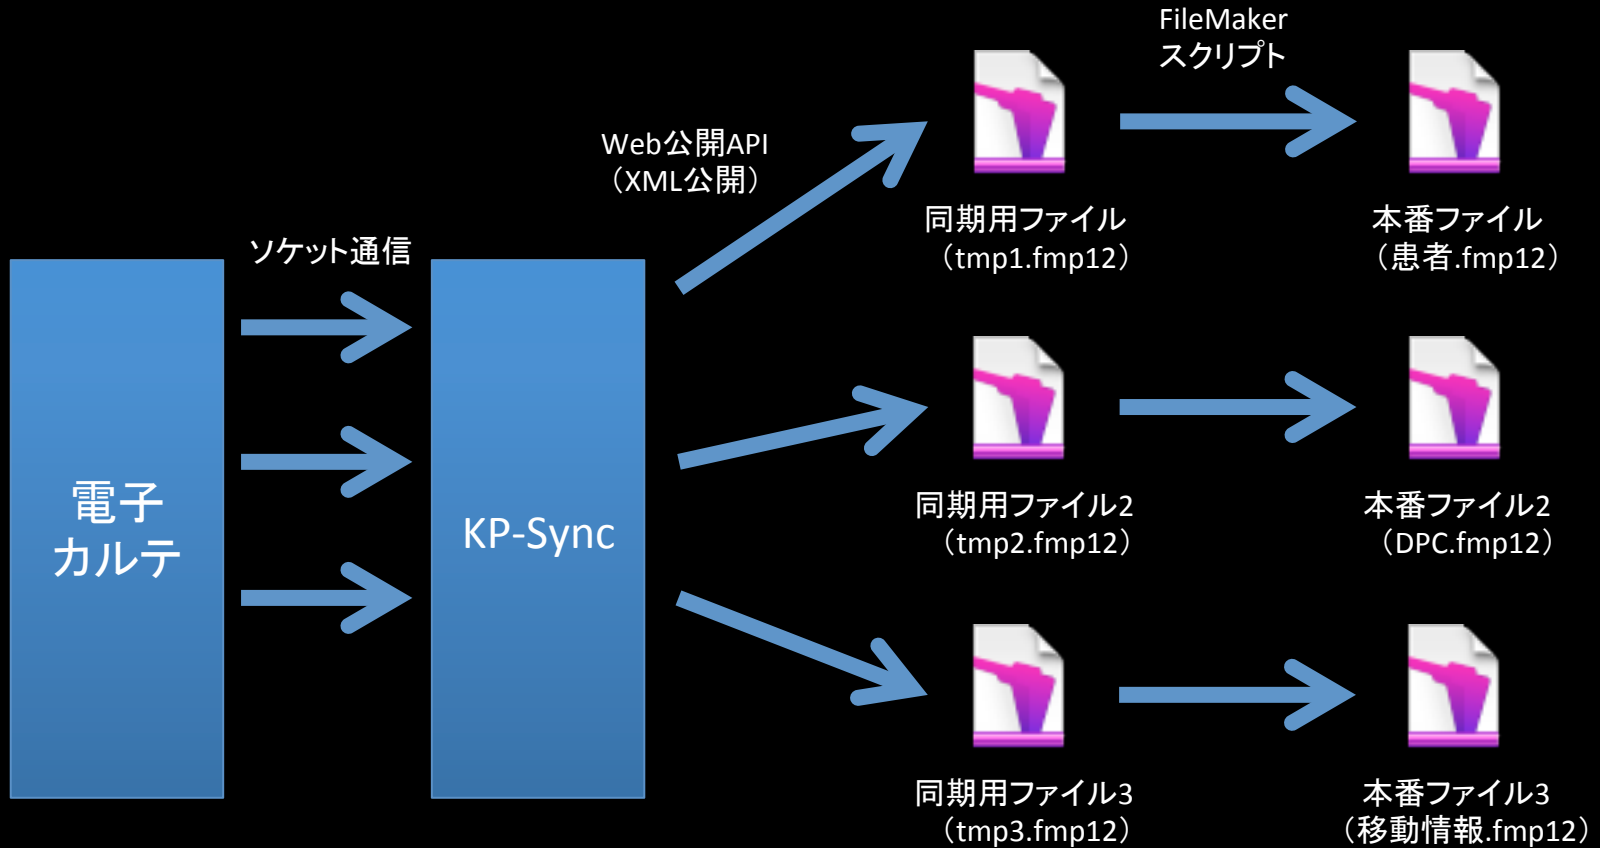 FileMaker
スクリプト
Web公開API
（XML公開）
同期用ファイル
（tmp1.fmp12）
本番ファイル
（患者.fmp12）
ソケット通信
電子
カルテ
KP-Sync
同期用ファイル2
（tmp2.fmp12）
本番ファイル2
（DPC.fmp12）
同期用ファイル3
（tmp3.fmp12）
本番ファイル3
（移動情報.fmp12）